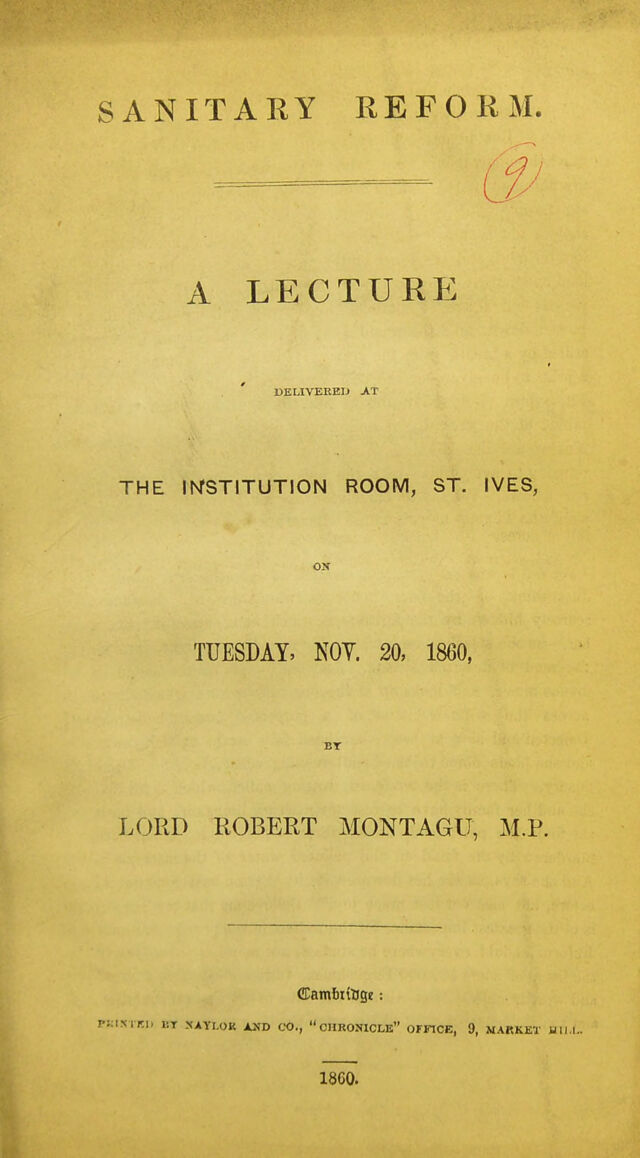 SANITARY REFORM.
9
A LECTURE
DELIVERED AT
THE INSTITUTION ROOM, ST. IVES,
ON
TUESDAY, NOV. 20, 1860,
BY
LORD ROBERT MONTAGU, M.P.
Cambridge:
PRINTED BY NAYLOR AND CO., "CHRONICLE" OFFICE, 9, MARKET HILL.
1860.